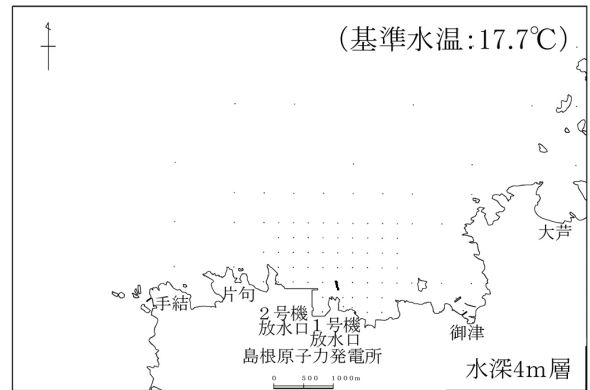 (基準水温:17.7℃)
大芦
手結
片句
2号機
放水口
1号機
放水口
御津
島根原子力発電所
水深4m層
0 500 1000m